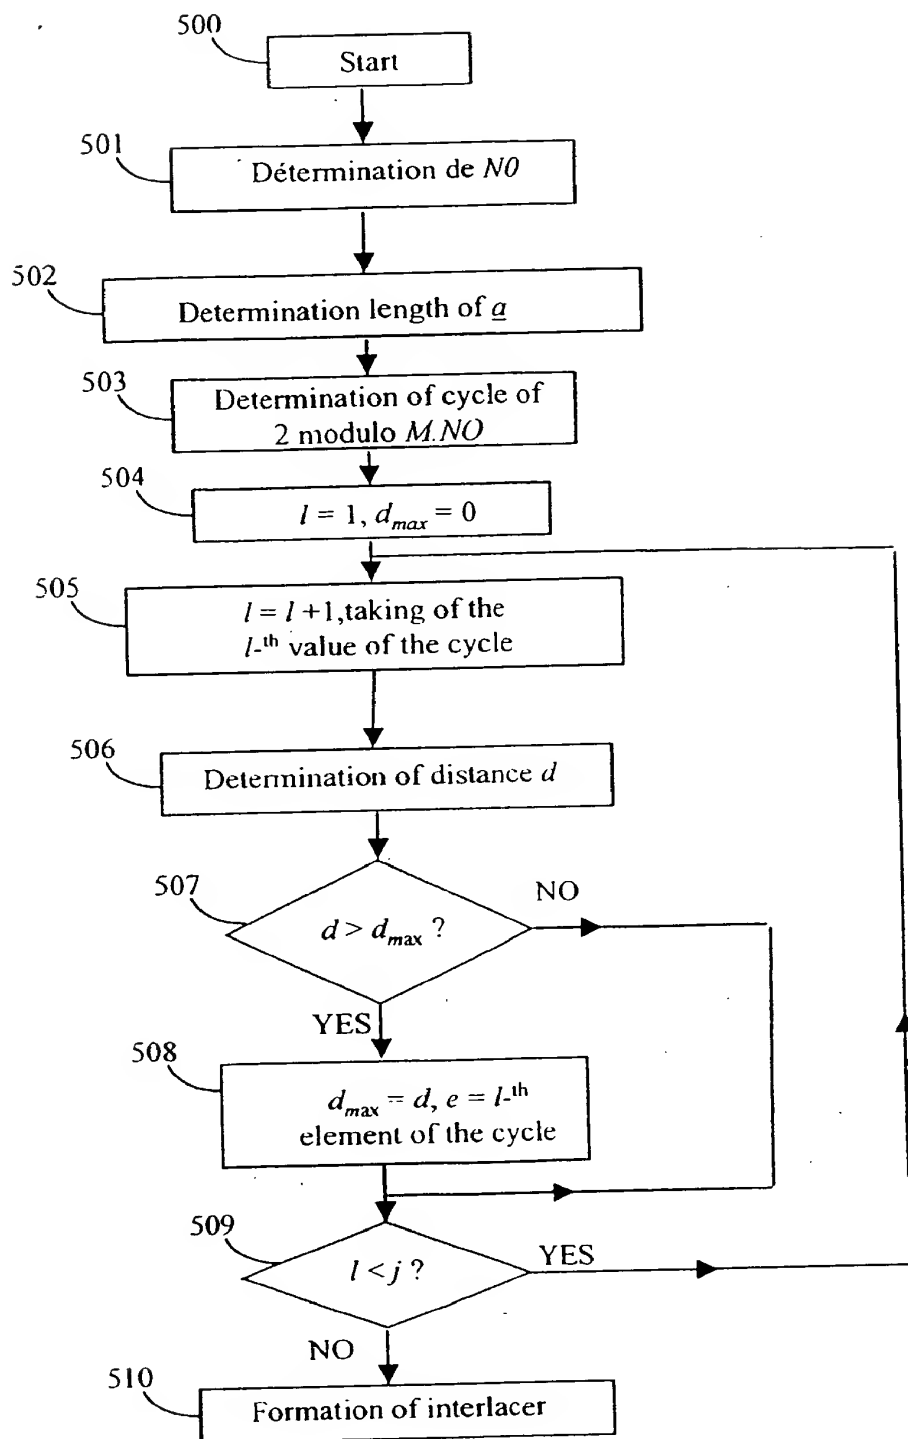 500
Start
501
Détermination de N0
502
Determination length of a
503
Determination of cycle of
2 modulo M.NO
504
l = 1, dmax = 0
505
l = l +1,taking of the
l-th value of the cycle
506
Determination of distance d
507
d > dmax ?
NO
YES
508
dmax = d, e = l-th
element of the cycle
509
l < j ?
YES
NO
510
Formation of interlacer